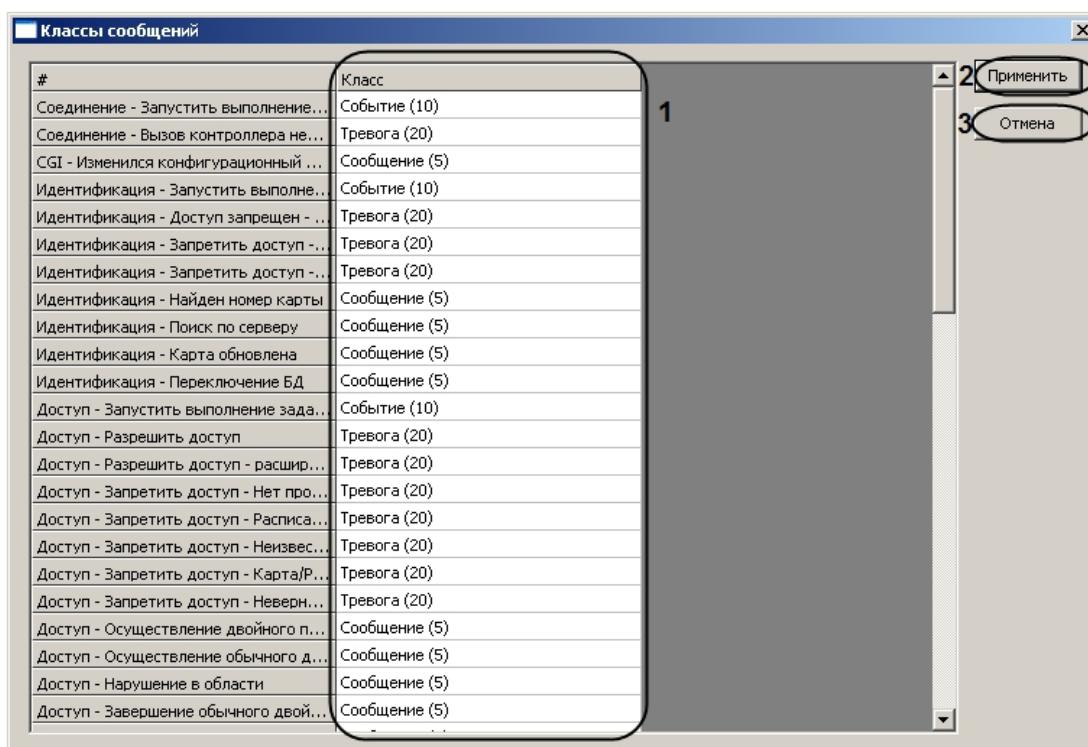 Классы сообщений
# Класс
Соединение - Запустить выполнение... Событие (10)
Соединение - Вызов контроллера не... Тревога (20)
CGI - Изменился конфигурационный ... Сообщение (5)
Идентификация - Запустить выполне... Событие (10)
Идентификация - Доступ запрещен - ... Тревога (20)
Идентификация - Запретить доступ -... Тревога (20)
Идентификация - Запретить доступ -... Тревога (20)
Идентификация - Найден номер карты Сообщение (5)
Идентификация - Поиск по серверу Сообщение (5)
Идентификация - Карта обновлена Сообщение (5)
Идентификация - Переключение БД Сообщение (5)
Доступ - Запустить выполнение зада... Событие (10)
Доступ - Разрешить доступ Тревога (20)
Доступ - Разрешить доступ - расшир... Тревога (20)
Доступ - Запретить доступ - Нет про... Тревога (20)
Доступ - Запретить доступ - Расписа... Тревога (20)
Доступ - Запретить доступ - Неизвес... Тревога (20)
Доступ - Запретить доступ - Карта/Р... Тревога (20)
Доступ - Запретить доступ - Неверн... Тревога (20)
Доступ - Осуществление двойного п... Сообщение (5)
Доступ - Осуществление обычного д... Сообщение (5)
Доступ - Нарушение в области Сообщение (5)
Доступ - Завершение обычного двой... Сообщение (5)
1
2 Применить
3 Отмена